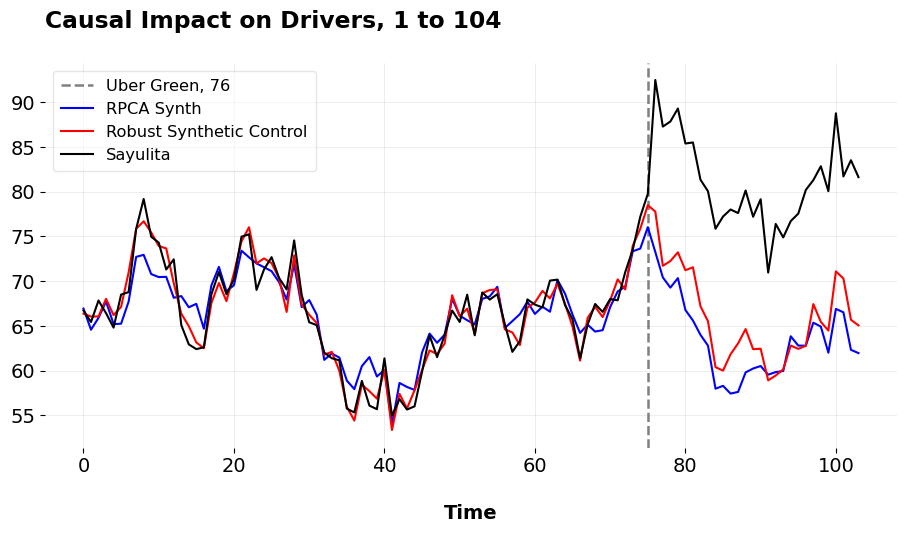 Causal Impact on Drivers, 1 to 104
Uber Green, 76
RPCA Synth
Robust Synthetic Control
Sayulita
90
85
80
75
70
65
60
55
0 20 40 60 80 100
Time